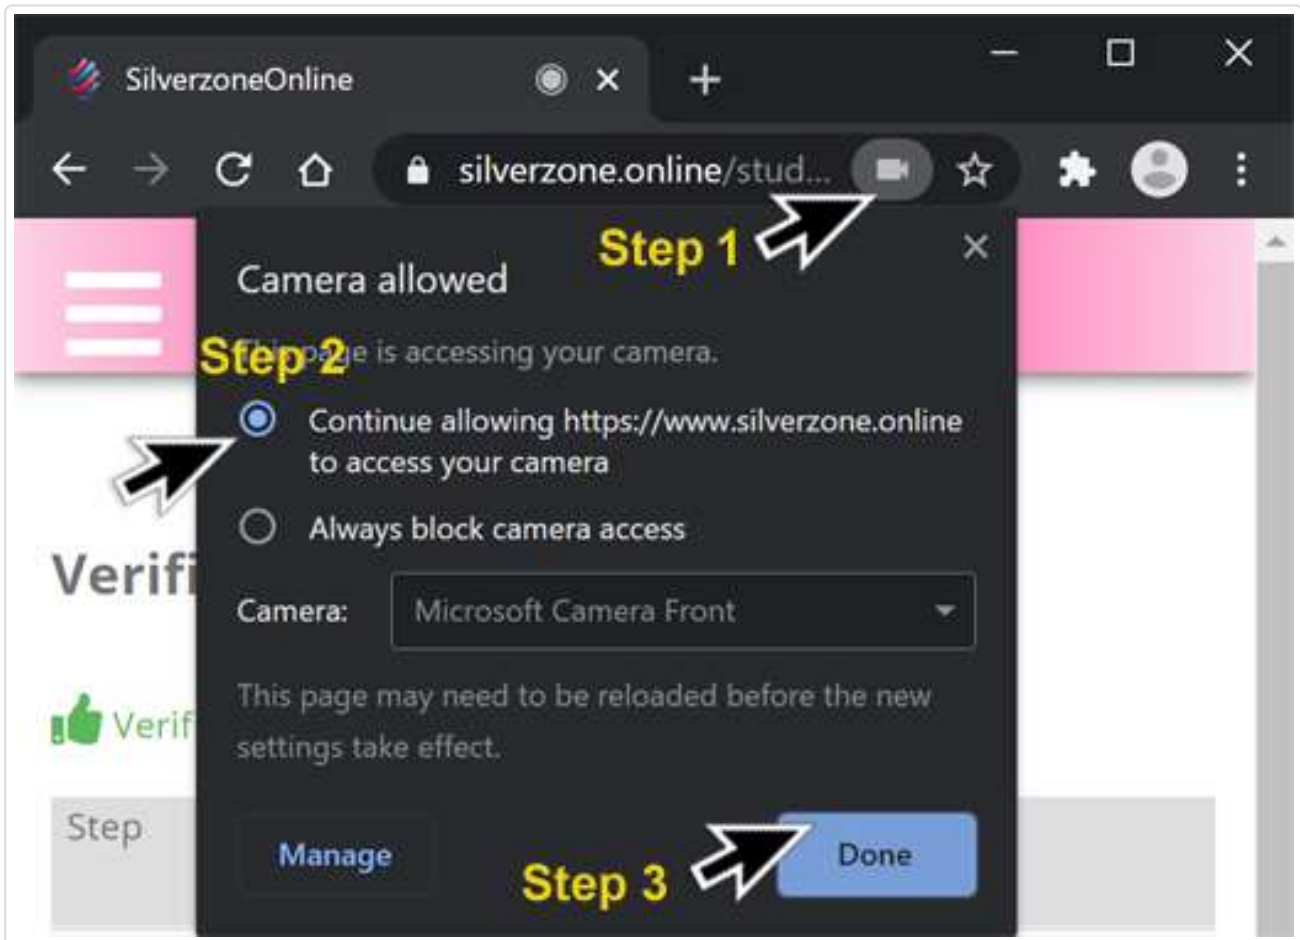 SilverzoneOnline
silverzone.online/stud...
Step 1
Camera allowed
Step 2
This page is accessing your camera.
Continue allowing https://www.silverzone.online
to access your camera
Always block camera access
Verifi
Camera: Microsoft Camera Front
This page may need to be reloaded before the new
Verif
settings take effect.
Step
Manage
Done
Step 3